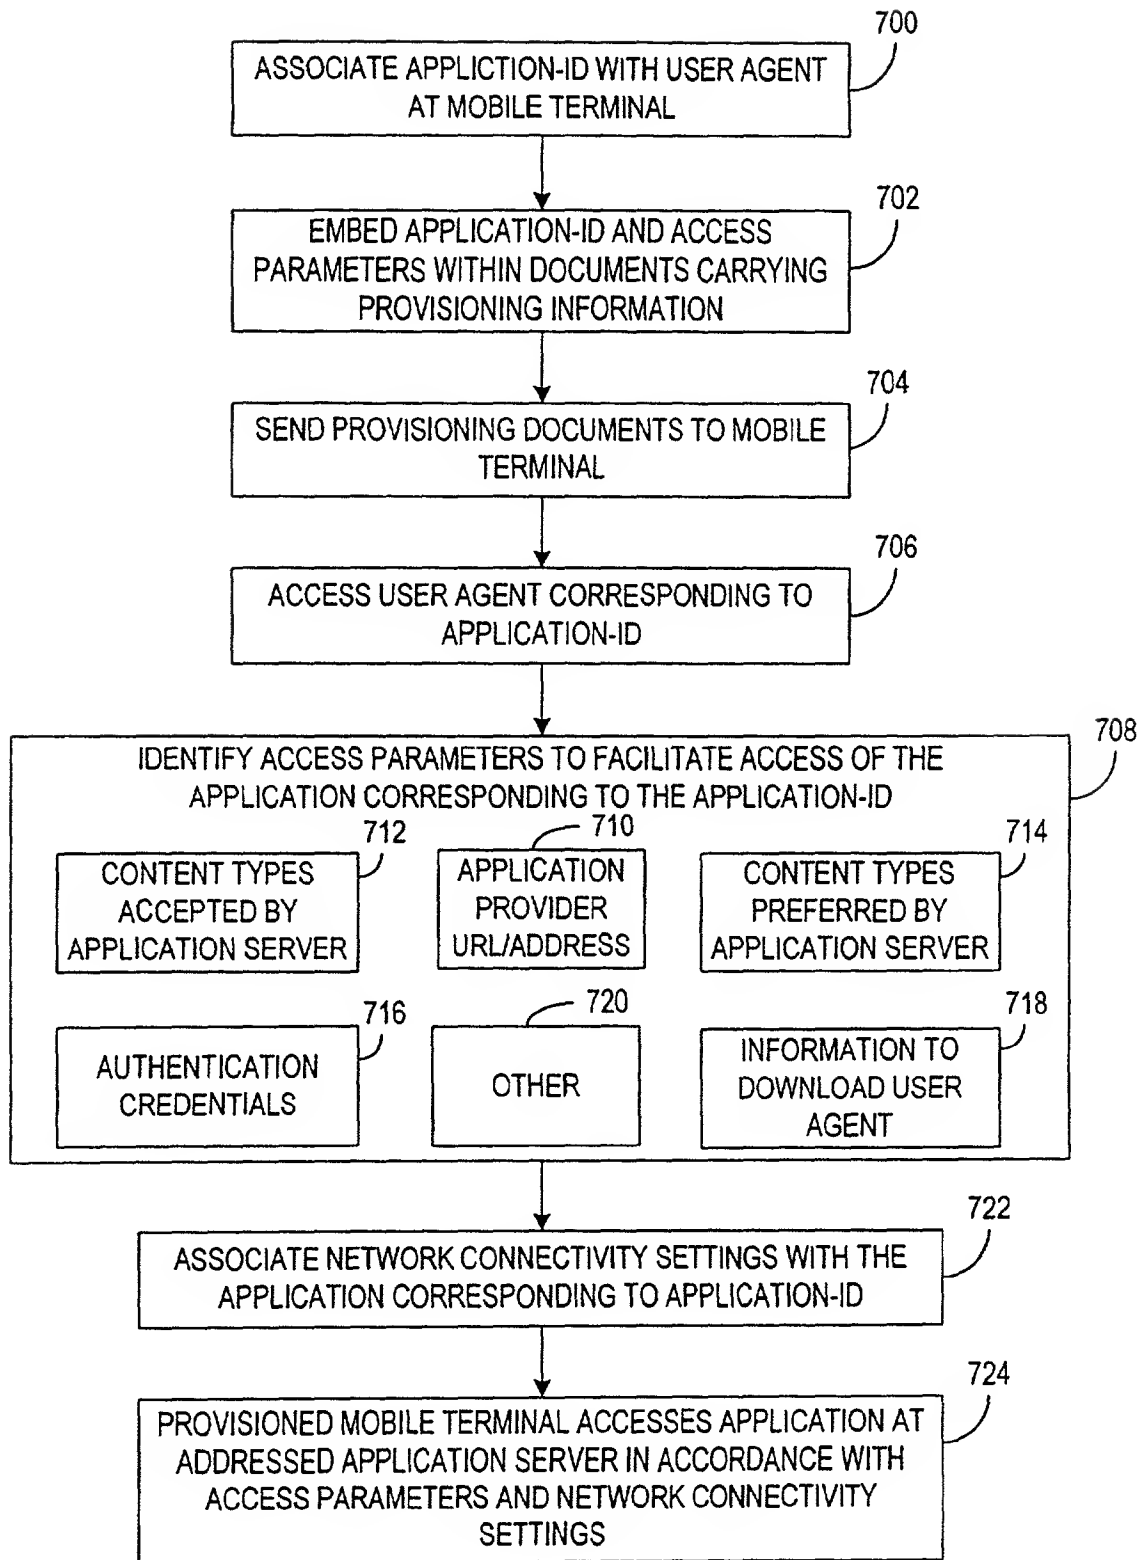 700
ASSOCIATE APPLICTION-ID WITH USER AGENT
AT MOBILE TERMINAL
702
EMBED APPLICATION-ID AND ACCESS
PARAMETERS WITHIN DOCUMENTS CARRYING
PROVISIONING INFORMATION
704
SEND PROVISIONING DOCUMENTS TO MOBILE
TERMINAL
706
ACCESS USER AGENT CORRESPONDING TO
APPLICATION-ID
708
IDENTIFY ACCESS PARAMETERS TO FACILITATE ACCESS OF THE
APPLICATION CORRESPONDING TO THE APPLICATION-ID
712
CONTENT TYPES
ACCEPTED BY
APPLICATION SERVER
710
APPLICATION
PROVIDER
URL/ADDRESS
714
CONTENT TYPES
PREFERRED BY
APPLICATION SERVER
716
AUTHENTICATION
CREDENTIALS
720
OTHER
718
INFORMATION TO
DOWNLOAD USER
AGENT
722
ASSOCIATE NETWORK CONNECTIVITY SETTINGS WITH THE
APPLICATION CORRESPONDING TO APPLICATION-ID
724
PROVISIONED MOBILE TERMINAL ACCESSES APPLICATION AT
ADDRESSED APPLICATION SERVER IN ACCORDANCE WITH
ACCESS PARAMETERS AND NETWORK CONNECTIVITY
SETTINGS